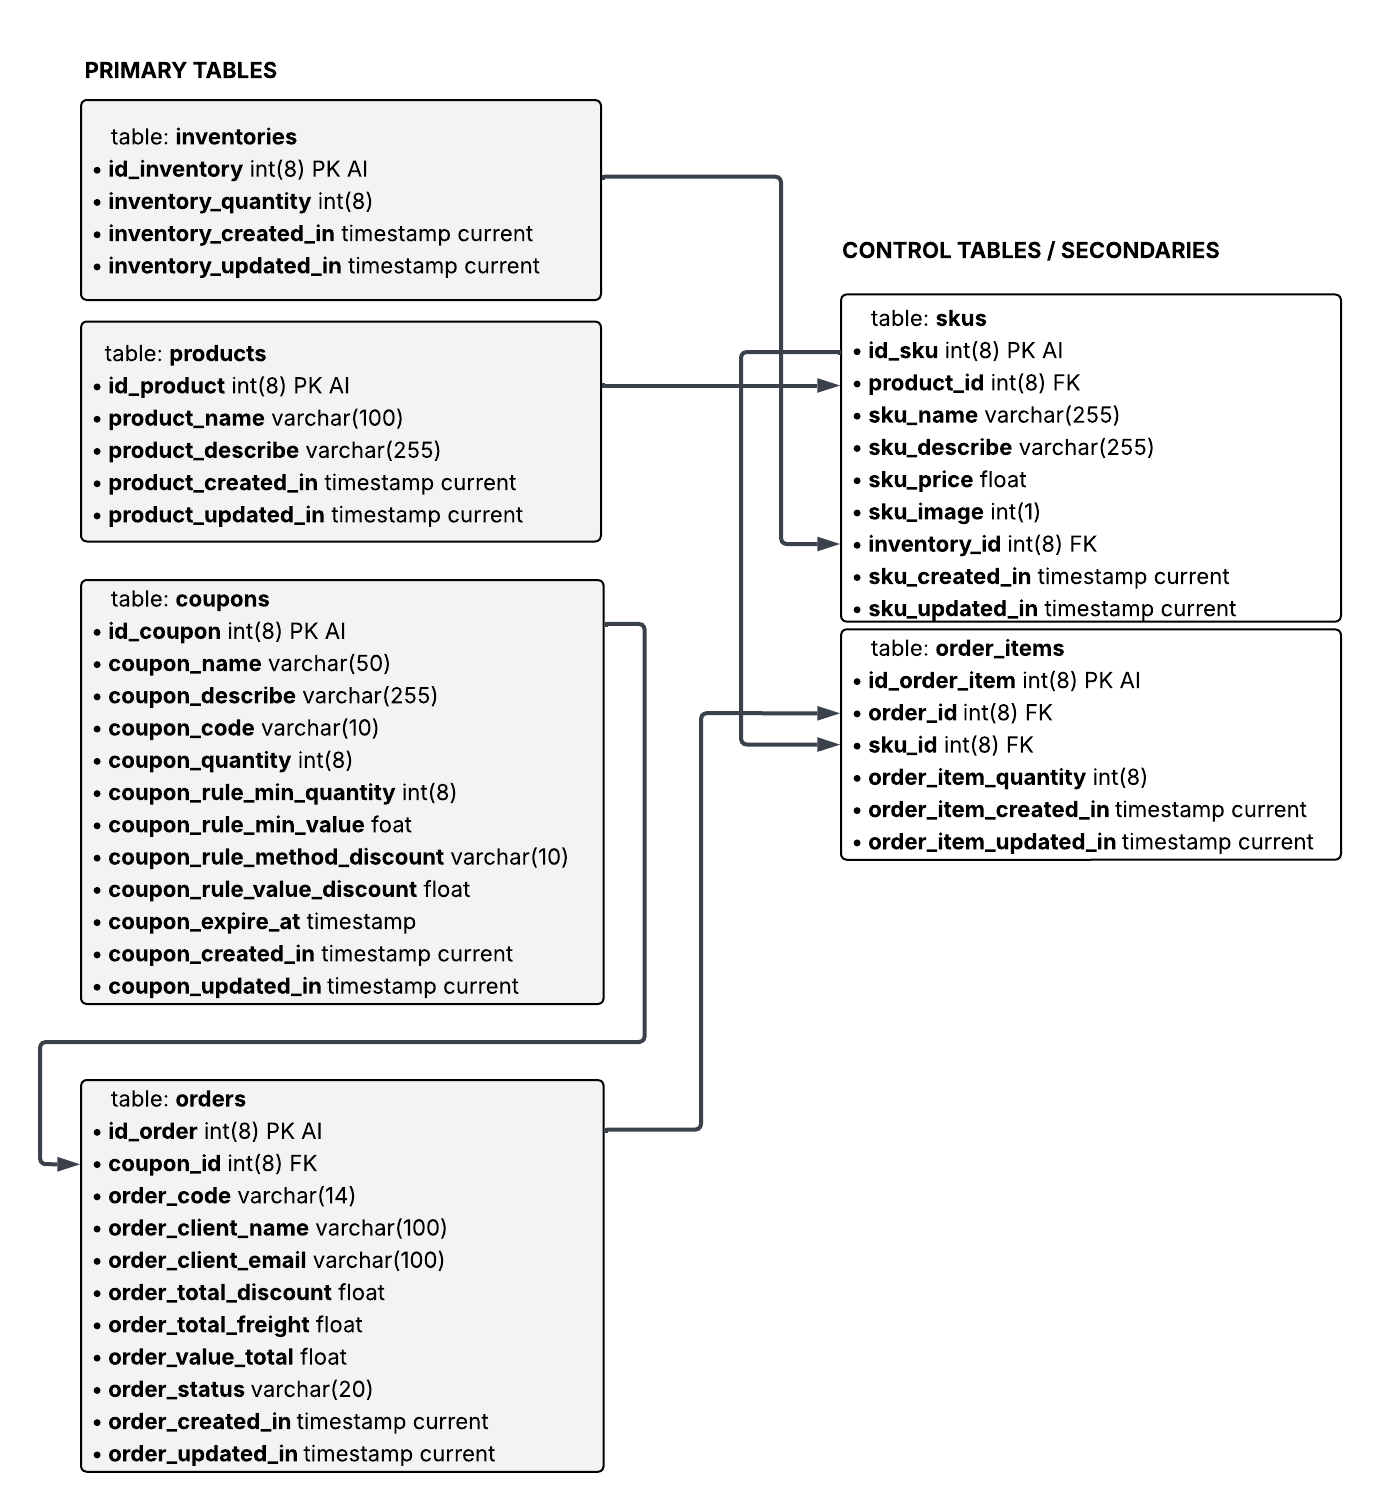 PRIMARY TABLES
table: inventories
• id_inventory int(8) PK AI
• inventory_quantity int(8)
• inventory_created_in timestamp current
• inventory_updated_in timestamp current
table: products
• id_product int(8) PK AI
• product_name varchar(100)
• product_describe varchar(255)
• product_created_in timestamp current
• product_updated_in timestamp current
table: coupons
• id_coupon int(8) PK AI
• coupon_name varchar(50)
• coupon_describe varchar(255)
• coupon_code varchar(10)
• coupon_quantity int(8)
• coupon_rule_min_quantity int(8)
• coupon_rule_min_value foat
• coupon_rule_method_discount varchar(10)
• coupon_rule_value_discount float
• coupon_expire_at timestamp
• coupon_created_in timestamp current
• coupon_updated_in timestamp current
table: orders
• id_order int(8) PK AI
• coupon_id int(8) FK
• order_code varchar(14)
• order_client_name varchar(100)
• order_client_email varchar(100)
• order_total_discount float
• order_total_freight float
• order_value_total float
• order_status varchar(20)
• order_created_in timestamp current
• order_updated_in timestamp current
CONTROL TABLES / SECONDARIES
table: skus
• id_sku int(8) PK AI
• product_id int(8) FK
• sku_name varchar(255)
• sku_describe varchar(255)
• sku_price float
• sku_image int(1)
• inventory_id int(8) FK
• sku_created_in timestamp current
• sku_updated_in timestamp current
table: order_items
• id_order_item int(8) PK AI
• order_id int(8) FK
• sku_id int(8) FK
• order_item_quantity int(8)
• order_item_created_in timestamp current
• order_item_updated_in timestamp current